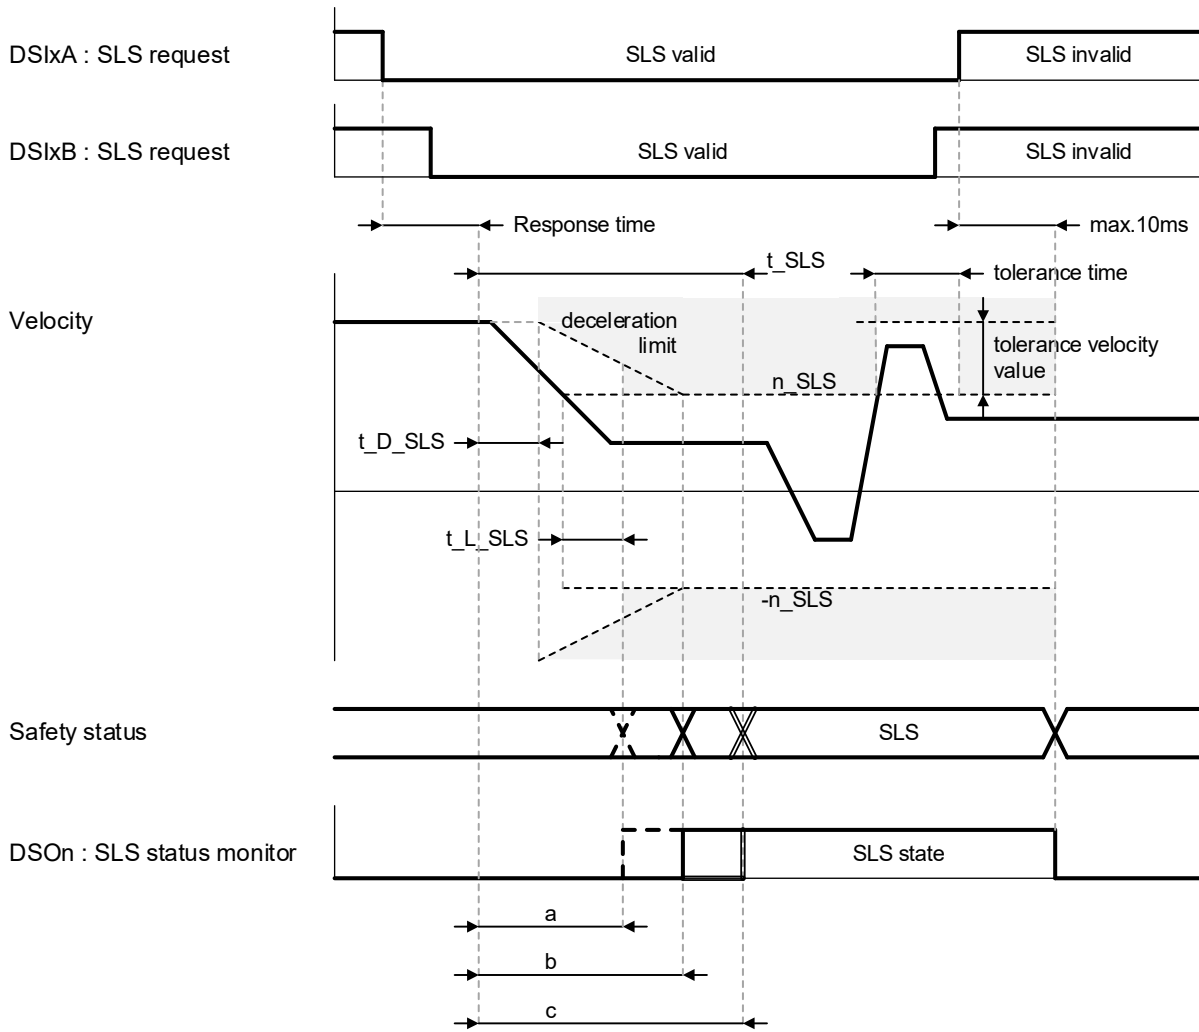 DSIxA : SLS request
SLS valid
SLS invalid
DSIxB : SLS request
SLS valid
SLS invalid
Response time
max.10ms
t_SLS
tolerance time
Velocity
deceleration
limit
tolerance velocity
value
n_SLS
t_D_SLS
t_L_SLS
-n_SLS
Safety status
SLS
DSOn : SLS status monitor
SLS state
a
b
c